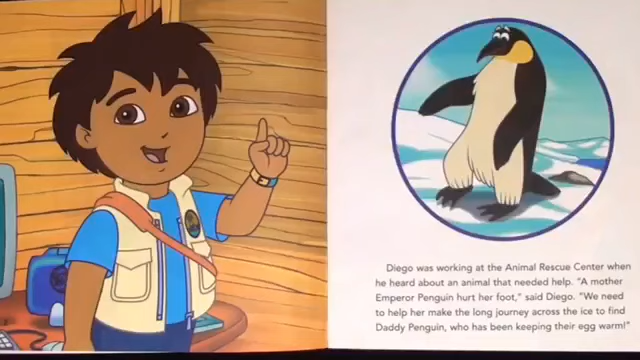 Diego was working at the Animal Rescue Center when
he heard about an animal that needed help. "A mother
Emperor Penguin hurt her foot," said Diego. "We need
to help her make the long journey across the ice to find
Daddy Penguin, who has been keeping their egg warm!"